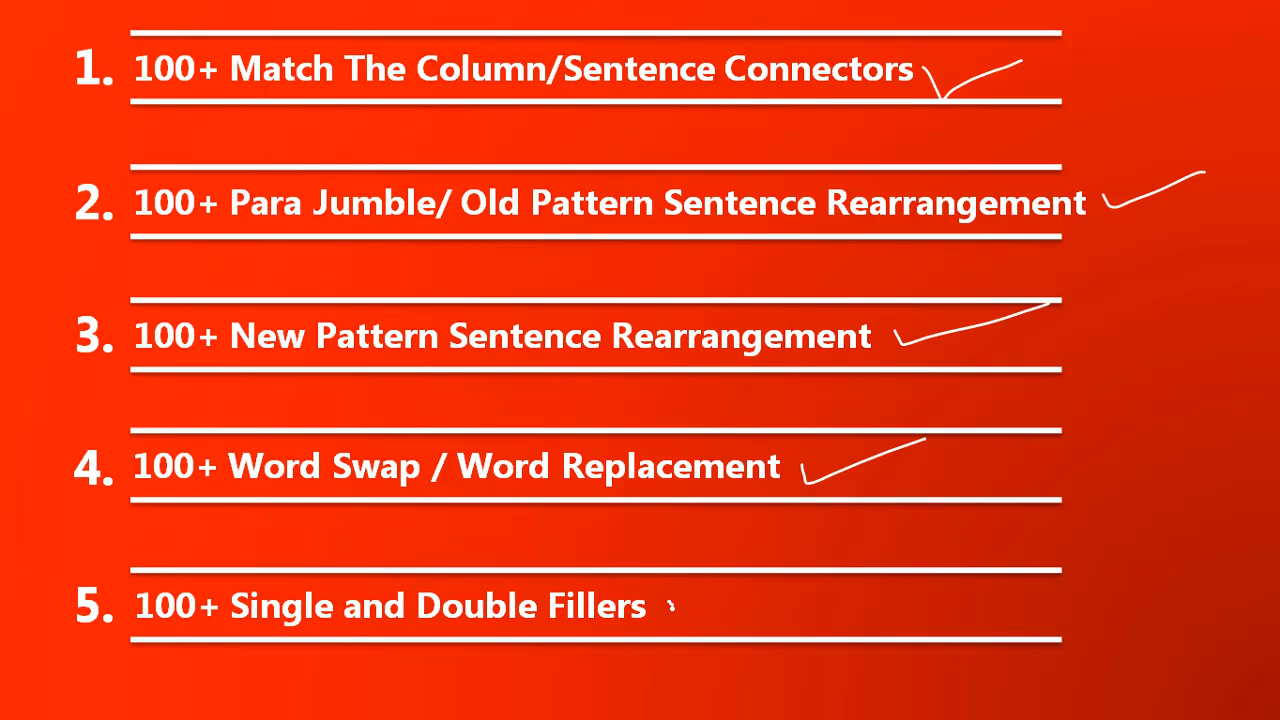 1. 100+ Match The Column/Sentence Connectors
2. 100+ Para Jumble/ Old Pattern Sentence Rearrangement
3. 100+ New Pattern Sentence Rearrangement
4. 100+ Word Swap / Word Replacement
5. 100+ Single and Double Fillers